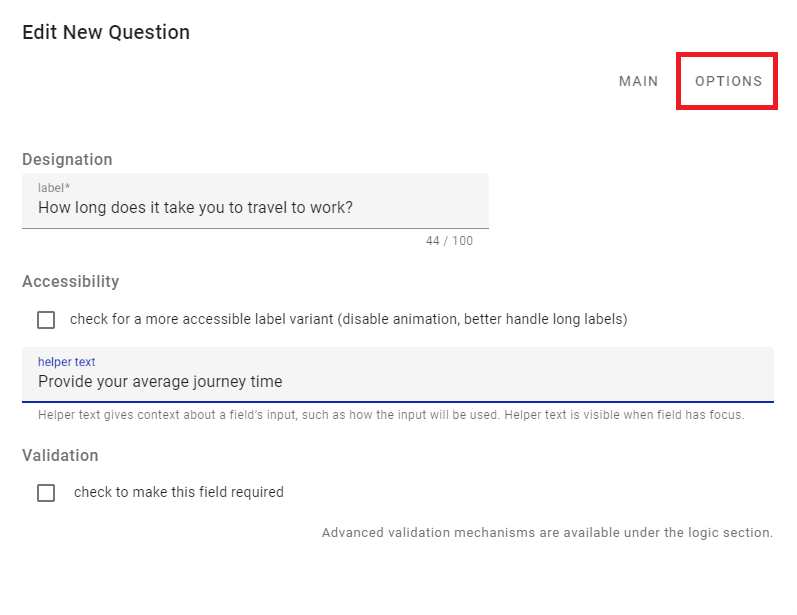 Edit New Question
MAIN OPTIONS
Designation
label*
How long does it take you to travel to work?
44 / 100
Accessibility
check for a more accessible label variant (disable animation, better handle long labels)
helper text
Provide your average journey time
Helper text gives context about a field's input, such as how the input will be used. Helper text is visible when field has focus.
Validation
check to make this field required
Advanced validation mechanisms are available under the logic section.